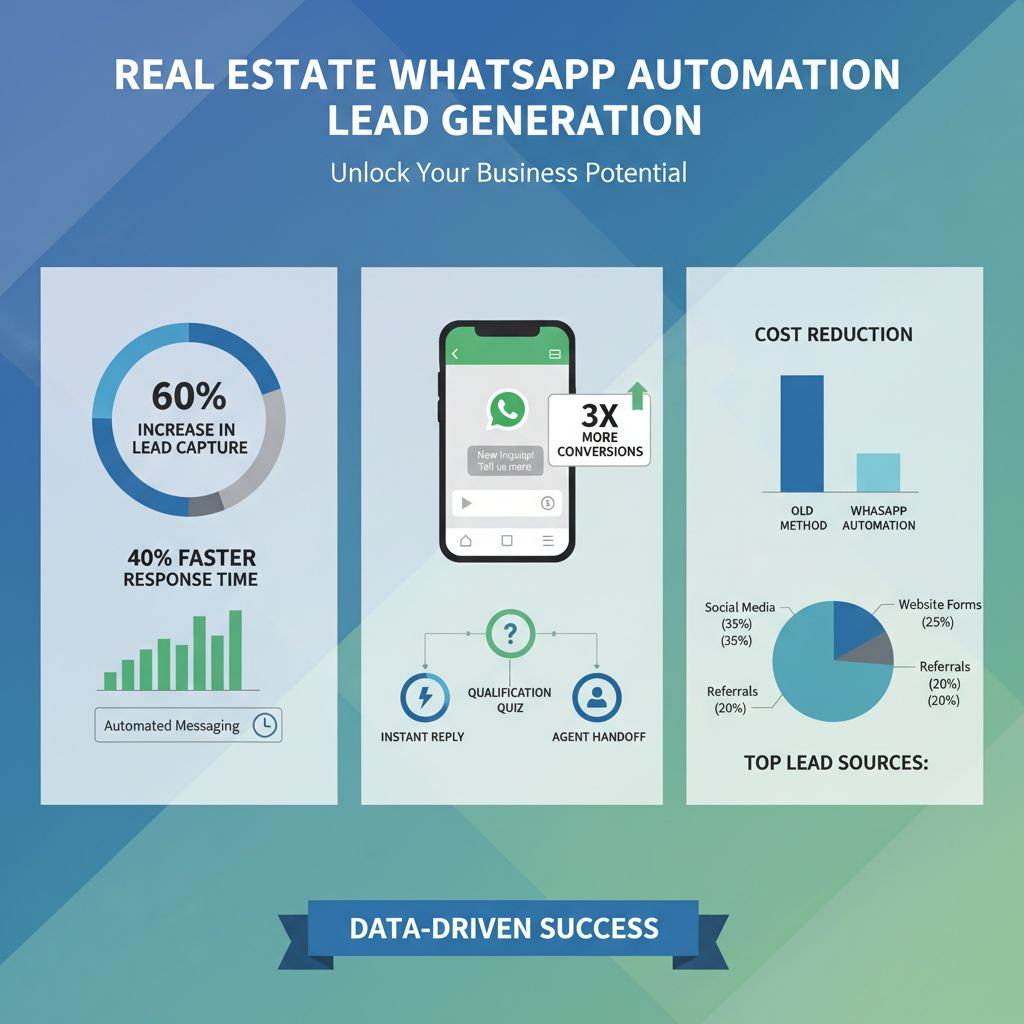 REAL ESTATE WHATSAPP AUTOMATION
LEAD GENERATION
Unlock Your Business Potential
60%
INCREASE IN
LEAD CAPTURE
40% FASTER
RESPONSE TIME
Automated Messaging
New
Tell us more
3X
MORE
CONVERSIONS
?
QUALIFICATION
QUIZ
INSTANT REPLY
AGENT HANDOFF
COST REDUCTION
OLD
METHOD
WHASAPP
AUTOMATION
Social Media
(35%)
(35%)
Website Forms
(25%)
Referrals
(20%)
(20%)
Referrals
(20%)
TOP LEAD SOURCES:
DATA-DRIVEN SUCCESS